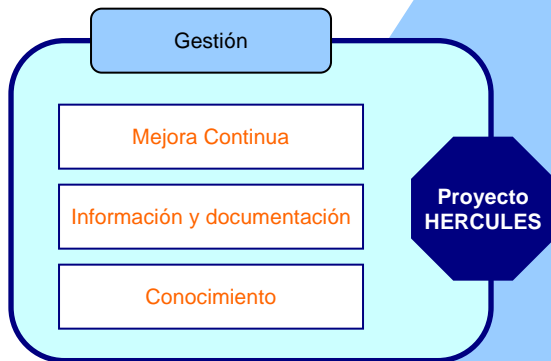 Gestión
Mejora Continua
Información y documentación
Conocimiento
Proyecto
HERCULES